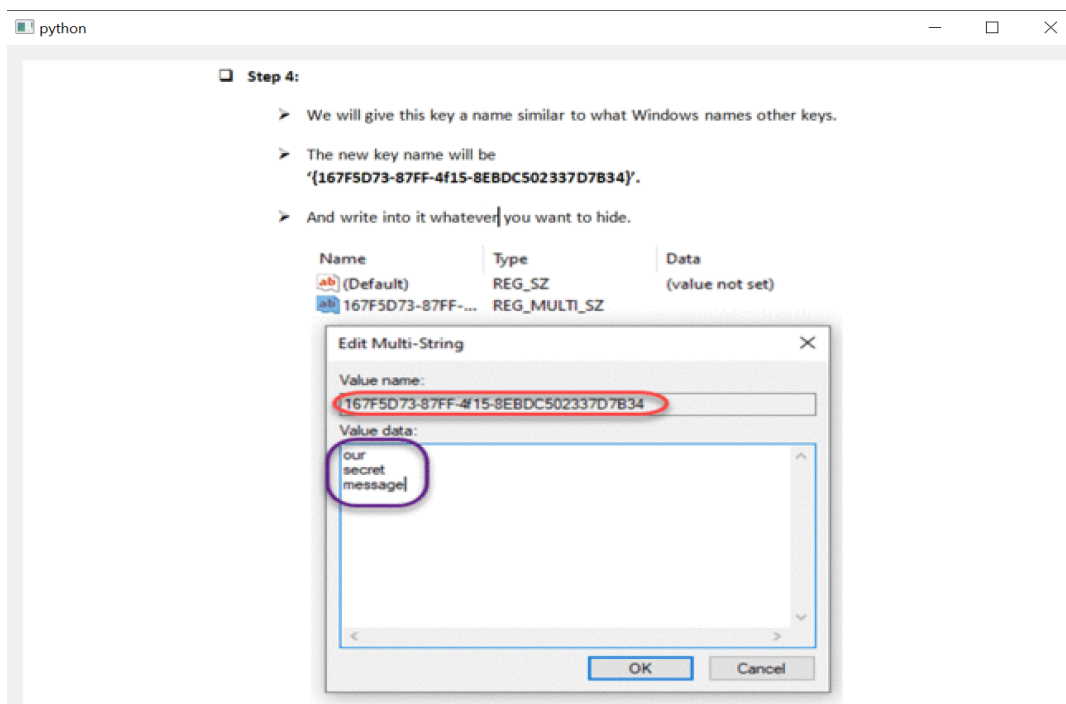 python
Step 4:
We will give this key a name similar to what Windows names other keys.
The new key name will be
‘{167F5D73-87FF-4f15-8EBDC502337D7B34}’.
And write into it whatever you want to hide.
Name Type Data
ab (Default) REG_SZ (value not set)
ab 167F5D73-87FF-... REG_MULTI_SZ
Edit Multi-String
Value name:
167F5D73-87FF-4f15-8EBDC502337D7B34
Value data:
our
secret
message
OK Cancel